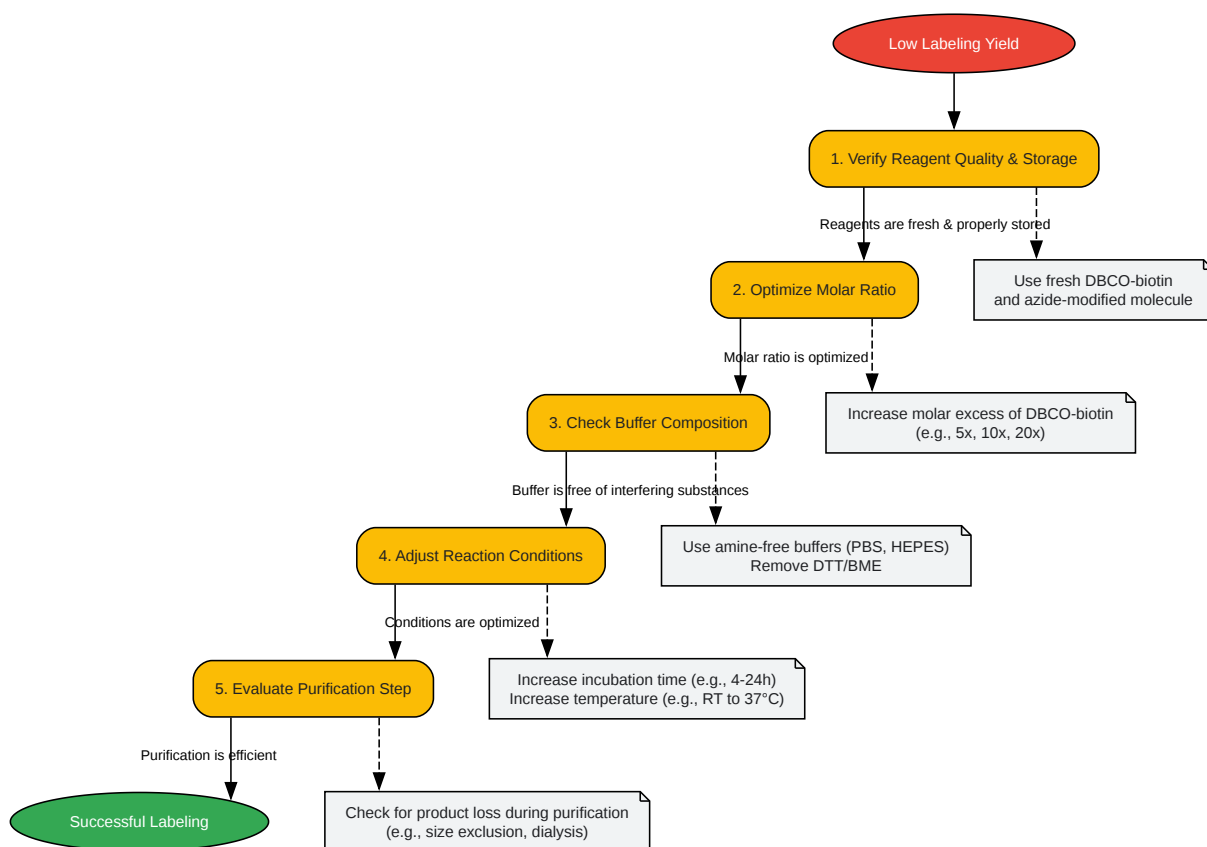 Low Labeling Yield
1. Verify Reagent Quality & Storage
Reagents are fresh & properly stored
2. Optimize Molar Ratio
Use fresh DBCO-biotin
and azide-modified molecule
Molar ratio is optimized
3. Check Buffer Composition
Increase molar excess of DBCO-biotin
(e.g., 5x, 10x, 20x)
Buffer is free of interfering substances
4. Adjust Reaction Conditions
Use amine-free buffers (PBS, HEPES)
Remove DTT/BME
Conditions are optimized
5. Evaluate Purification Step
Increase incubation time (e.g., 4-24h)
Increase temperature (e.g., RT to 37°C)
Purification is efficient
Successful Labeling
Check for product loss during purification
(e.g., size exclusion, dialysis)